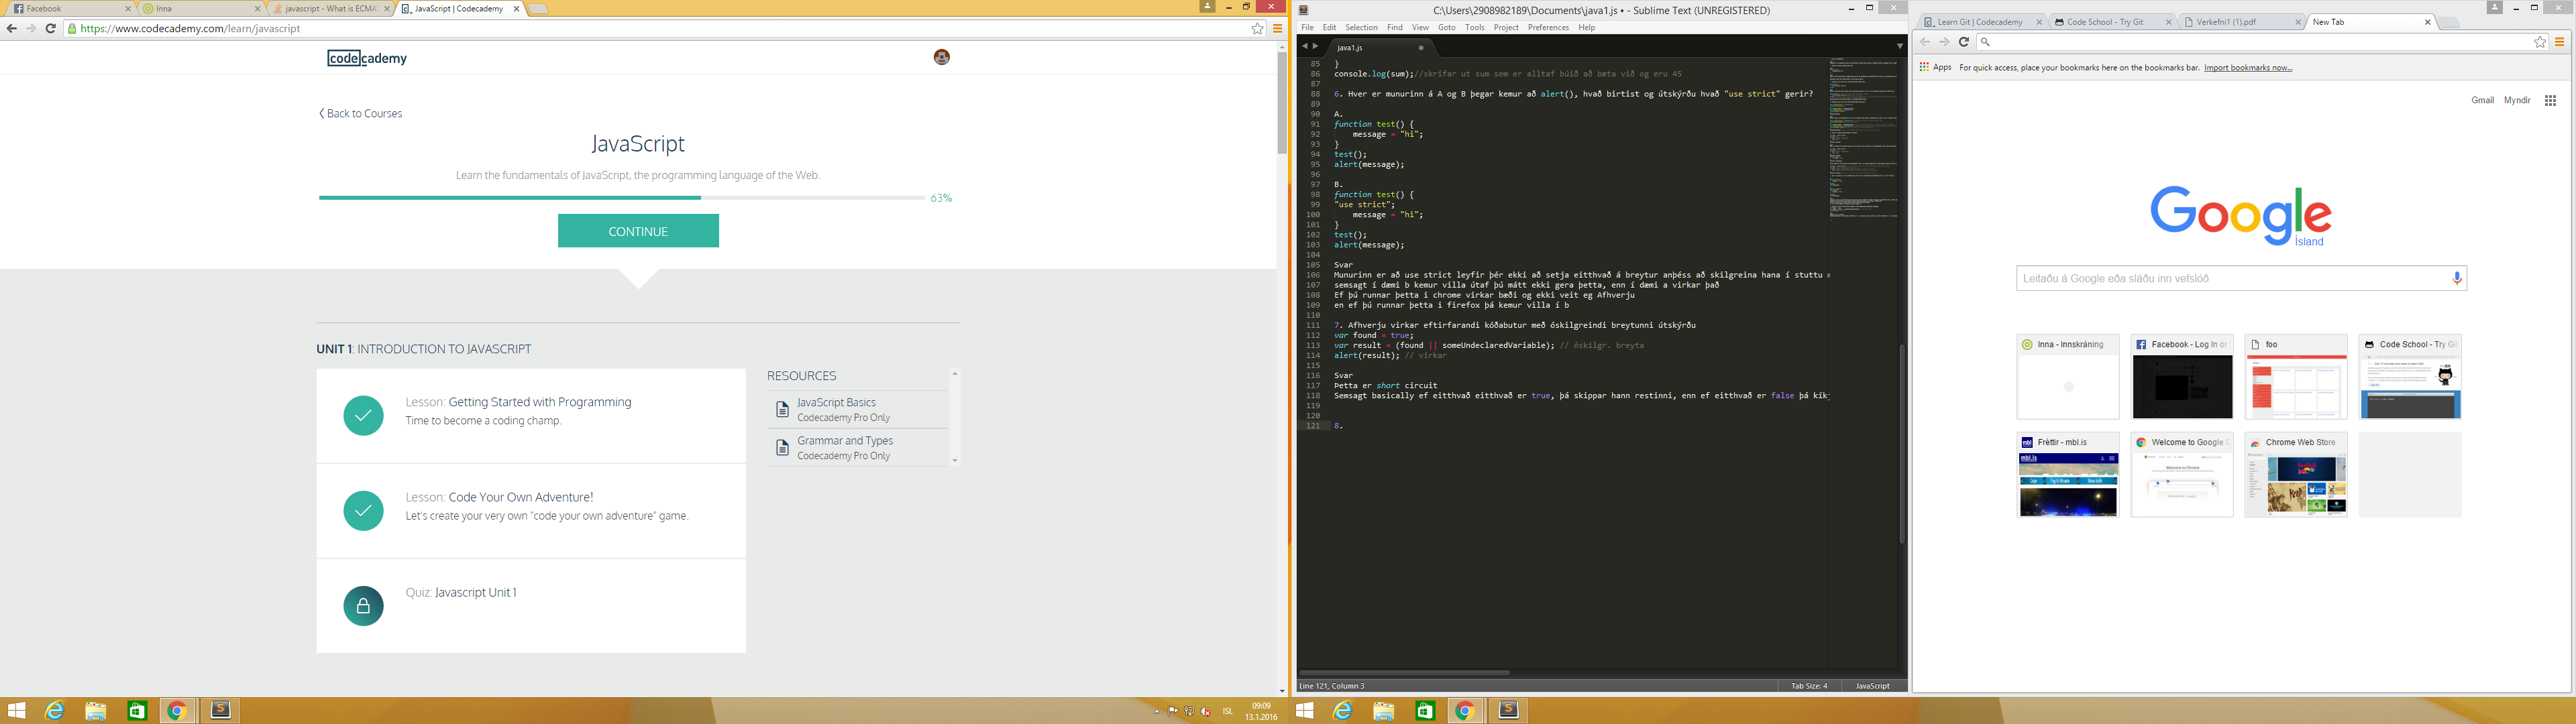 Facebook
Inna
javascript - What is ECMA
JavaScript | Codecademy
https://www.codecademy.com/learn/javascript
codecademy
Back to Courses
JavaScript
Learn the fundamentals of JavaScript, the programming language of the Web.
63%
CONTINUE
UNIT 1: INTRODUCTION TO JAVASCRIPT
Lesson: Getting Started with Programming
Time to become a coding champ.
Lesson: Code Your Own Adventure!
Let's create your very own "code your own adventure" game.
Quiz: Javascript Unit 1
RESOURCES
JavaScript Basics
Codecademy Pro Only
Grammar and Types
Codecademy Pro Only
ISL
09:09
13.1.2016
C:\Users\2908982189\Documents\java1.js • - Sublime Text (UNREGISTERED)
File Edit Selection Find View Goto Tools Project Preferences Help
java1.js
85 }
86 console.log(sum);//skrifar ut sum sem er alltaf búið að bæta við og eru 45
87
88 6. Hver er munurinn á A og B þegar kemur að alert(), hvað birtist og útskýrðu hvað "use strict" gerir?
89
90 A.
91 function test() {
92 message = "hi";
93 }
94 test();
95 alert(message);
96
97 B.
98 function test() {
99 "use strict";
100 message = "hi";
101 }
102 test();
103 alert(message);
104
105 Svar
106 Munurinn er að use strict leyfir þér ekki að setja eitthvað á breytur anþéss að skilgreina hana í stuttu m
107 semsagt í dæmi b kemur villa útaf þú mátt ekki gera þetta, enn í dæmi a virkar það
108 Ef þú runnar þetta i chrome virkar bæði og ekki veit eg Afhverju
109 en ef þú runnar þetta i firefox þá kemur villa í b
110
111 7. Afhverju virkar eftirfarandi kóðabutur með óskilgreindi breytunni útskýrðu
112 var found = true;
113 var result = (found || someUndeclaredVariable); // óskilgr. breyta
114 alert(result); // virkar
115
116 Svar
117 Þetta er short circuit
118 Semsagt basically ef eitthvað eitthvað er true, þá skippar hann restinni, enn ef eitthvað er false þá kík
119
120
121 8.
Line 121, Column 3
Tab Size: 4
JavaScript
Learn Git | Codecademy
Code School - Try Git
Verkefni1 (1).pdf
New Tab
Apps
For quick access, place your bookmarks here on the bookmarks bar. Import bookmarks now...
Gmail
Myndir
Google
Ísland
Leitaðu á Google eða sláðu inn vefslóð
Inna - Innskráning
Facebook - Log In or
foo
Code School - Try Git
Fréttir - mbl.is
Welcome to Google C
Chrome Web Store
mbl.is